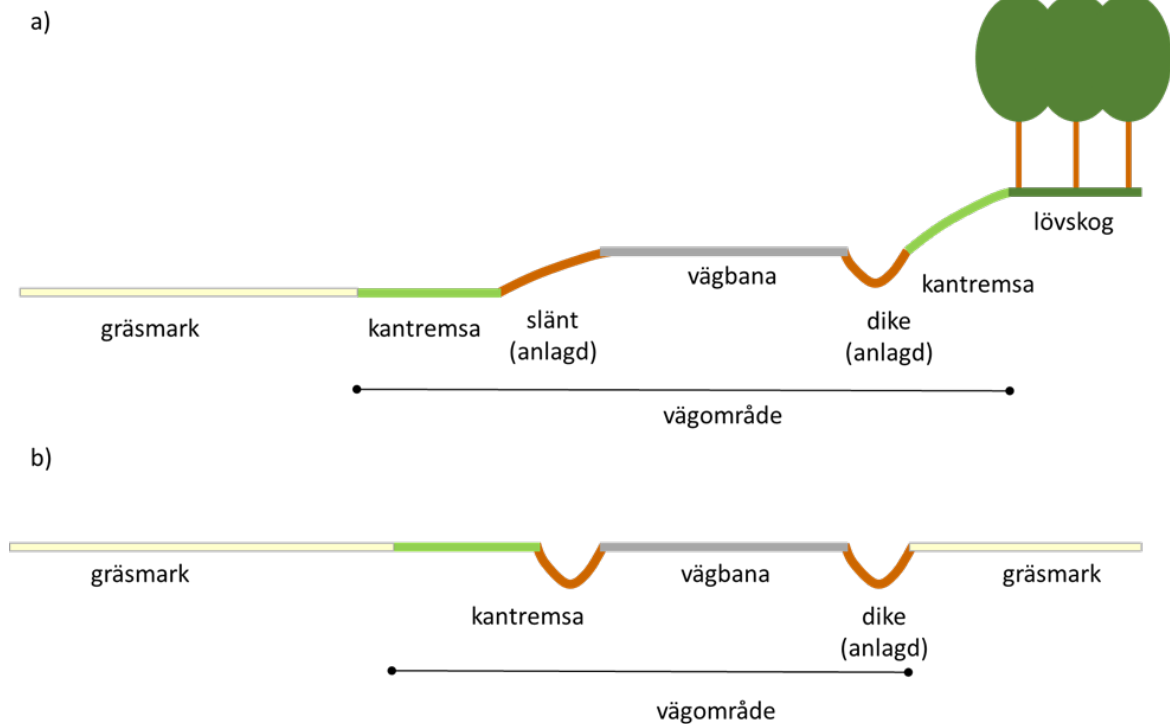 a)
lövskog
vägbana
kantremsa
gräsmark
kantremsa
slänt
(anlagd)
dike
(anlagd)
vägområde
b)
gräsmark
vägbana
gräsmark
kantremsa
dike
(anlagd)
vägområde